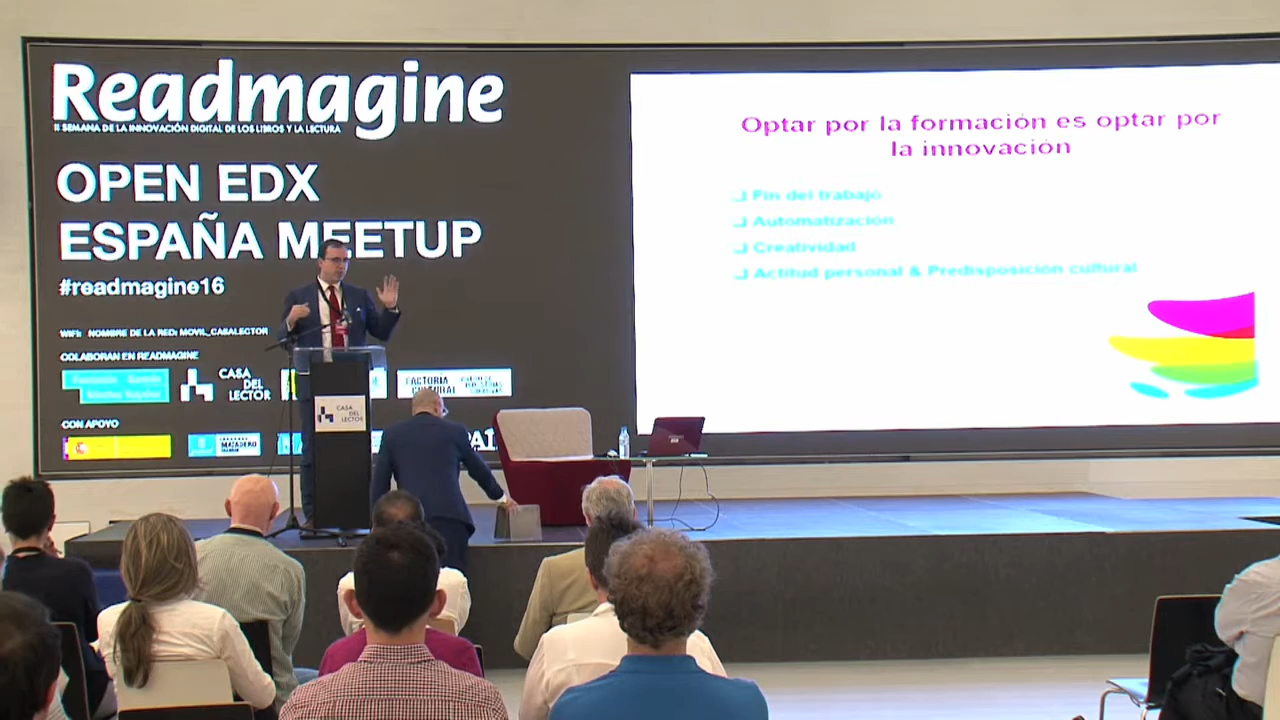 Readmagine
II SEMANA DE LA INNOVACIÓN DIGITAL DE LOS LIBROS Y LA LECTURA
OPEN EDX
ESPAÑA MEETUP
#readmagine16
WIFI: NOMBRE DE LA RED: MOVIL_CASALECTOR
COLABORAN EN READMAGINE
CASA
DEL
LECTOR
FACTORÍA
CULTURAL
CON APOYO
MATADERO
CASA
DEL
LECTOR
Optar por la formación es optar por
la innovación
❑ Fin del trabajo
❑ Automatización
❑ Creatividad
❑ Actitud personal & Predisposición cultural